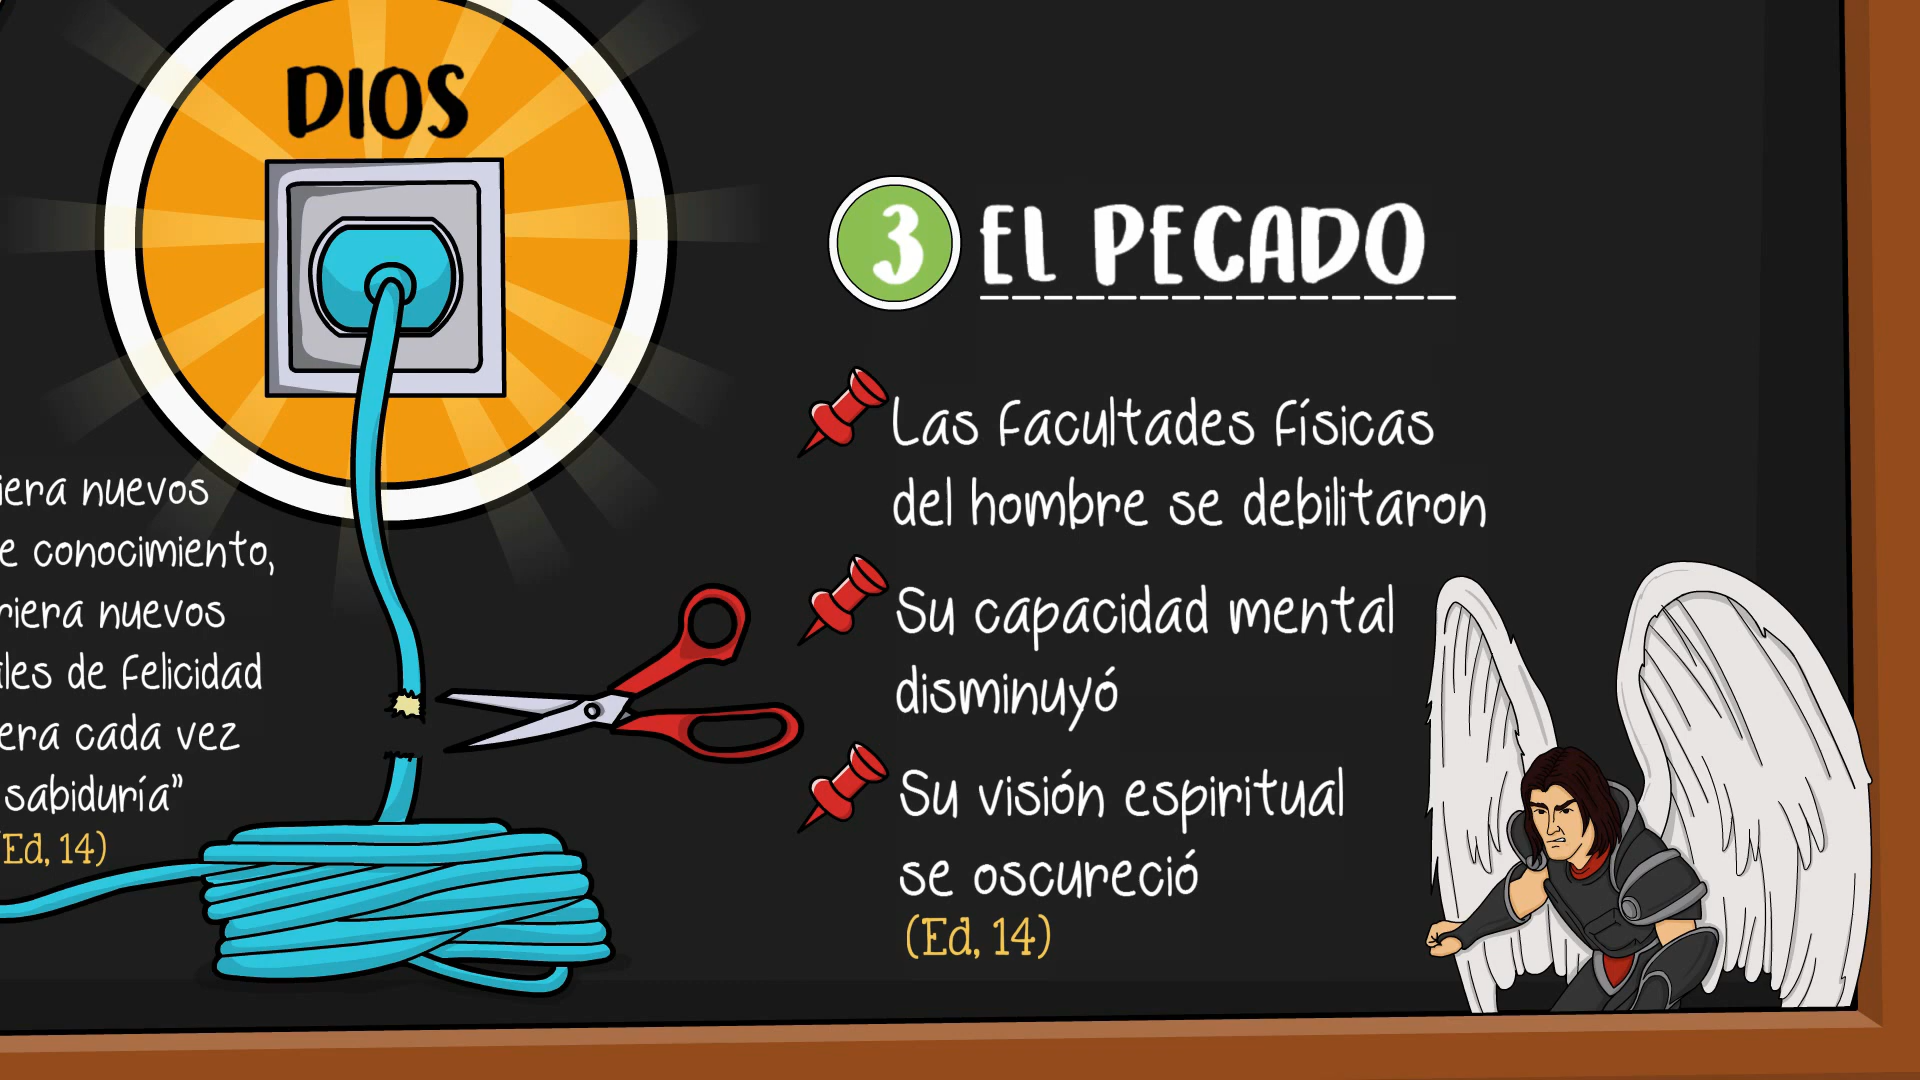 DIOS
nuevos
conocimiento,
nuevos
de felicidad
cada vez
sabiduría”
(Ed, 14)
3 EL PECADO
Las facultades físicas
del hombre se debilitaron
Su capacidad mental
disminuyó
Su visión espiritual
se oscureció
(Ed, 14)